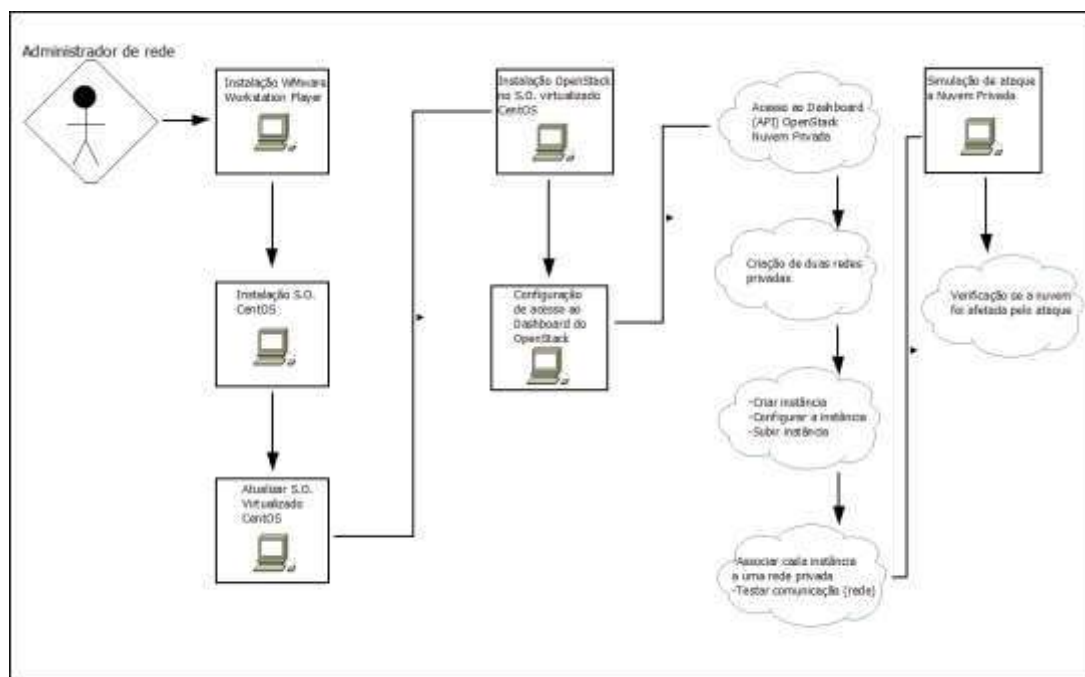 Administrador de rede
Instalação WMware
Workstation Player
Instalação S.O.
CentOS
Atualizar S.O.
Virtualizado
CentOS
Instalação OpenStack
no S.O. virtualizado
CentOS
Configuração
de acesso ao
Dashboard do
OpenStack
Acesso ao Dashboard
(API) OpenStack
Nuvem Privada
Criação de duas redes
privadas
-Criar instância
-Configurar a instância
-Subir instância
-Associar cada instância
a uma rede privada
-Testar comunicação (rede)
Simulação de ataque
a Nuvem Privada
Verificação se a nuvem
foi afetada pelo ataque